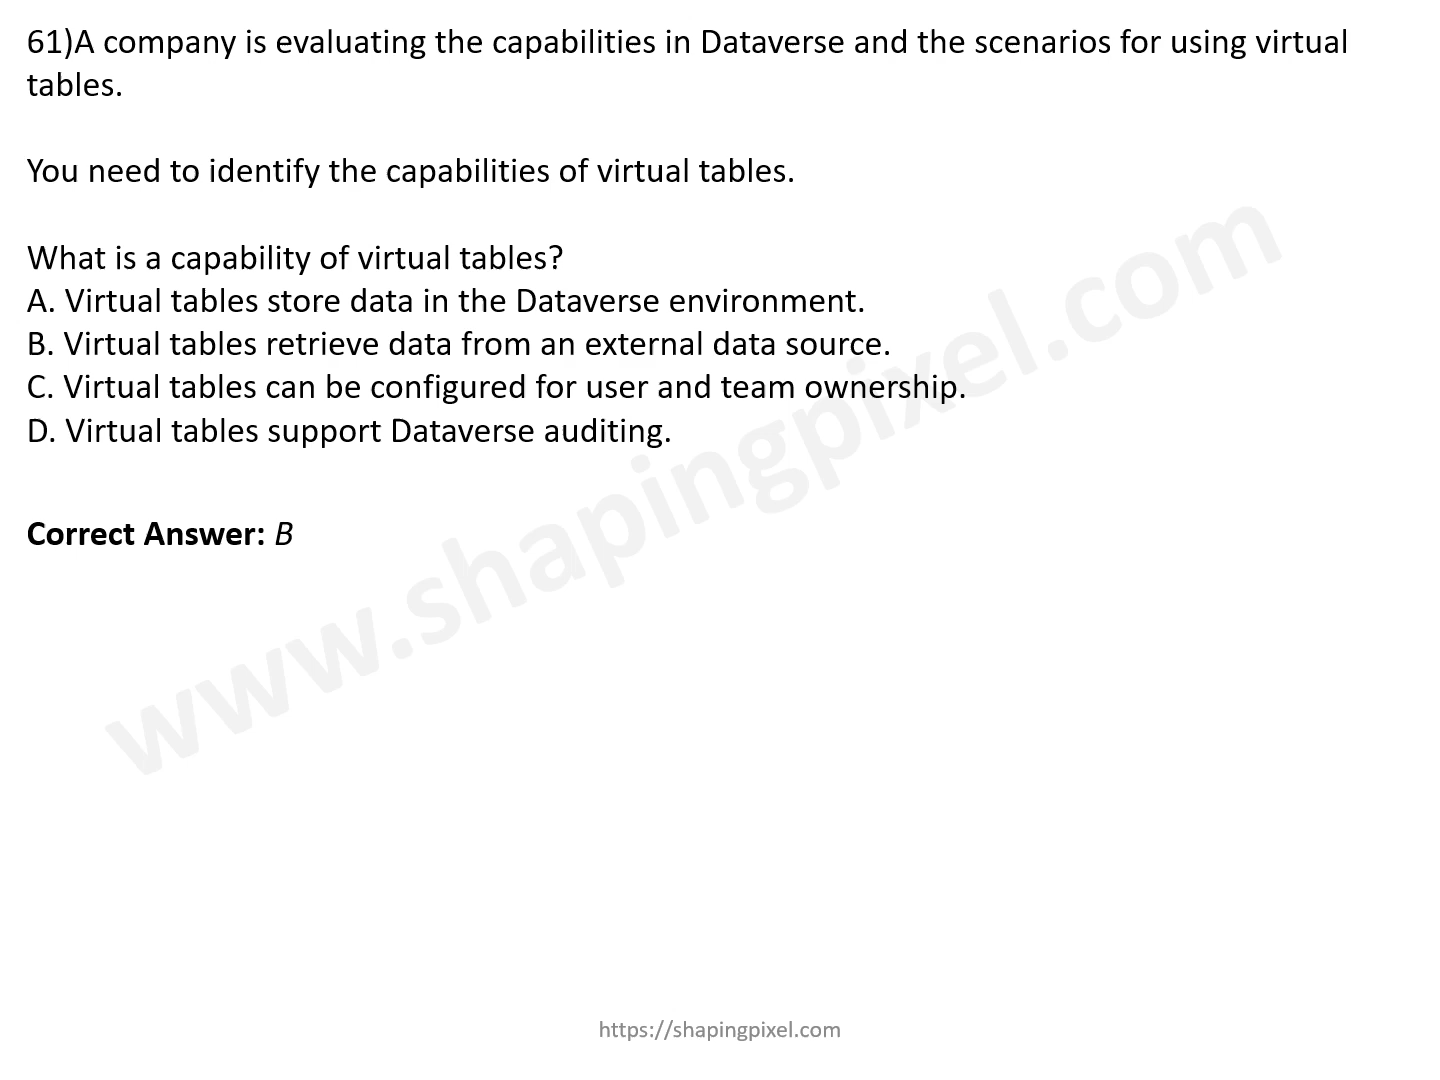 61)A company is evaluating the capabilities in Dataverse and the scenarios for using virtual
tables.
You need to identify the capabilities of virtual tables.
What is a capability of virtual tables?
A. Virtual tables store data in the Dataverse environment.
B. Virtual tables retrieve data from an external data source.
C. Virtual tables can be configured for user and team ownership.
D. Virtual tables support Dataverse auditing.
Correct Answer: B
www.shapingpixel.com
https://shapingpixel.com